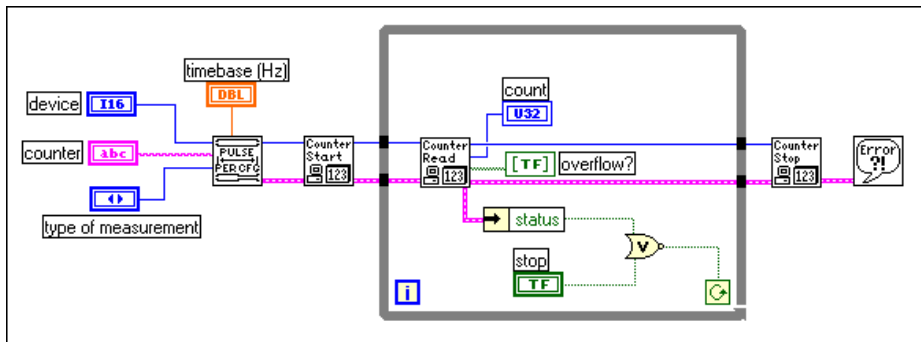 timebase (Hz)
DBL
device
I16
counter
abc
type of measurement
PULSE
PER CFG
Counter
Start
123
Counter
Read
123
count
U32
[TF]
overflow?
status
stop
TF
V
i
Counter
Stop
123
Error
?!